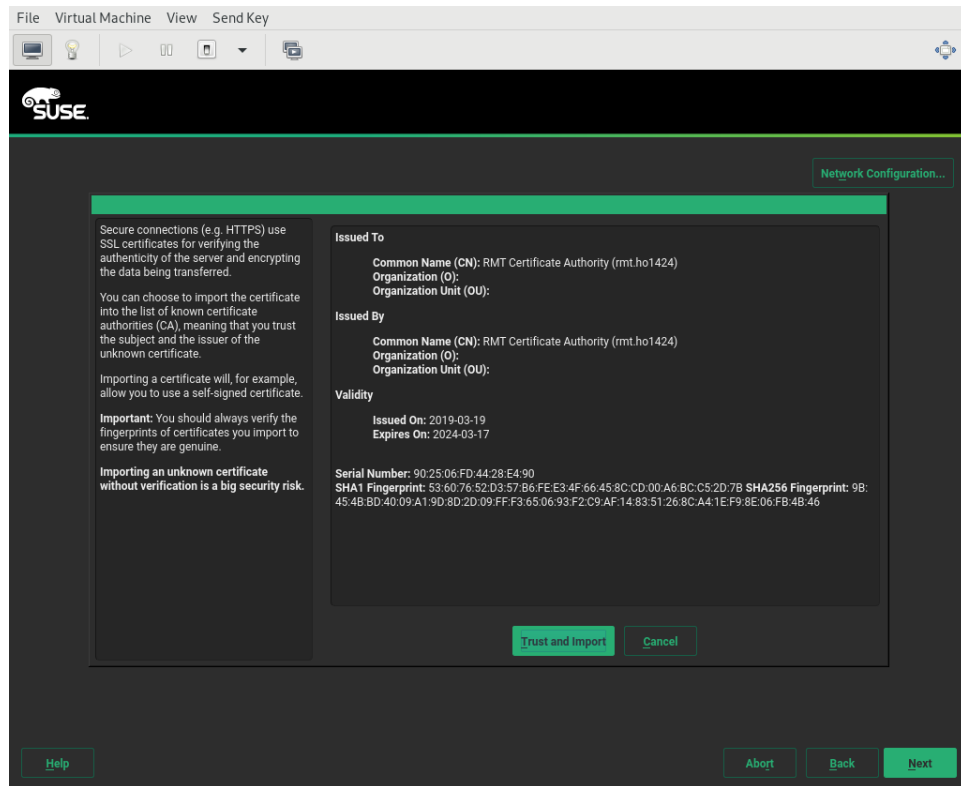 File Virtual Machine View Send Key
SUSE.
Network Configuration...
Secure connections (e.g. HTTPS) use
SSL certificates for verifying the
authenticity of the server and encrypting
the data being transferred.
You can choose to import the certificate
into the list of known certificate
authorities (CA), meaning that you trust
the subject and the issuer of the
unknown certificate.
Importing a certificate will, for example,
allow you to use a self-signed certificate.
Important: You should always verify the
fingerprints of certificates you import to
ensure they are genuine.
Importing an unknown certificate
without verification is a big security risk.
Issued To
Common Name (CN): RMT Certificate Authority (rmt.ho1424)
Organization (O):
Organization Unit (OU):
Issued By
Common Name (CN): RMT Certificate Authority (rmt.ho1424)
Organization (O):
Organization Unit (OU):
Validity
Issued On: 2019-03-19
Expires On: 2024-03-17
Serial Number: 90:25:06:FD:44:28:E4:90
SHA1 Fingerprint: 53:60:76:52:D3:57:B6:FE:E3:4F:66:45:8C:CD:00:A6:BC:C5:2D:7B SHA256 Fingerprint: 9B:
45:4B:BD:40:09:A1:9D:8D:2D:09:FF:F3:65:06:93:F2:C9:AF:14:83:51:26:8C:A4:1E:F9:8E:06:FB:4B:46
Trust and Import Cancel
Help Abort Back Next